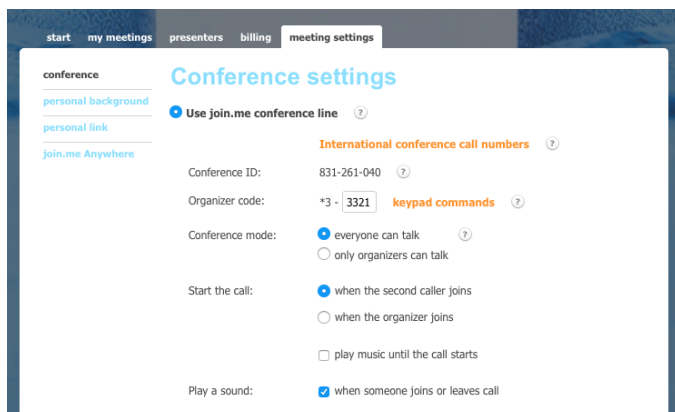 start my meetings presenters billing meeting settings
conference
personal background
personal link
join.me Anywhere
Conference settings
Use join.me conference line ?
International conference call numbers ?
Conference ID: 831-261-040 ?
Organizer code: *3 - 3321 keypad commands ?
Conference mode: everyone can talk ?
only organizers can talk
Start the call: when the second caller joins
when the organizer joins
play music until the call starts
Play a sound: when someone joins or leaves call